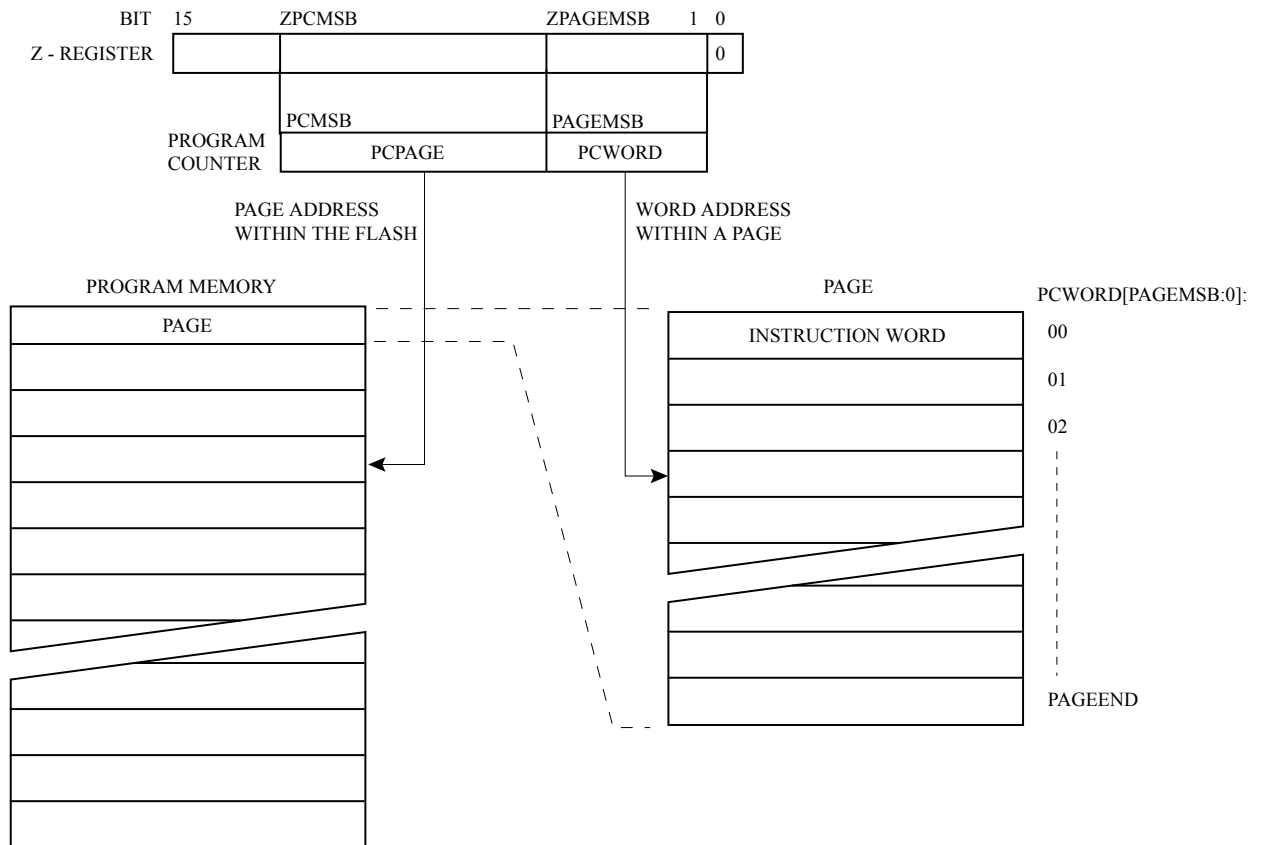 BIT 15 ZPCMSB ZPAGEMSB 1 0
Z - REGISTER 0
PCMSB PAGEMSB
PROGRAM
COUNTER
PCPAGE PCWORD
PAGE ADDRESS
WITHIN THE FLASH
WORD ADDRESS
WITHIN A PAGE
PROGRAM MEMORY
PAGE
PAGE
PCWORD[PAGEMSB:0]:
INSTRUCTION WORD
00
01
02
PAGEEND